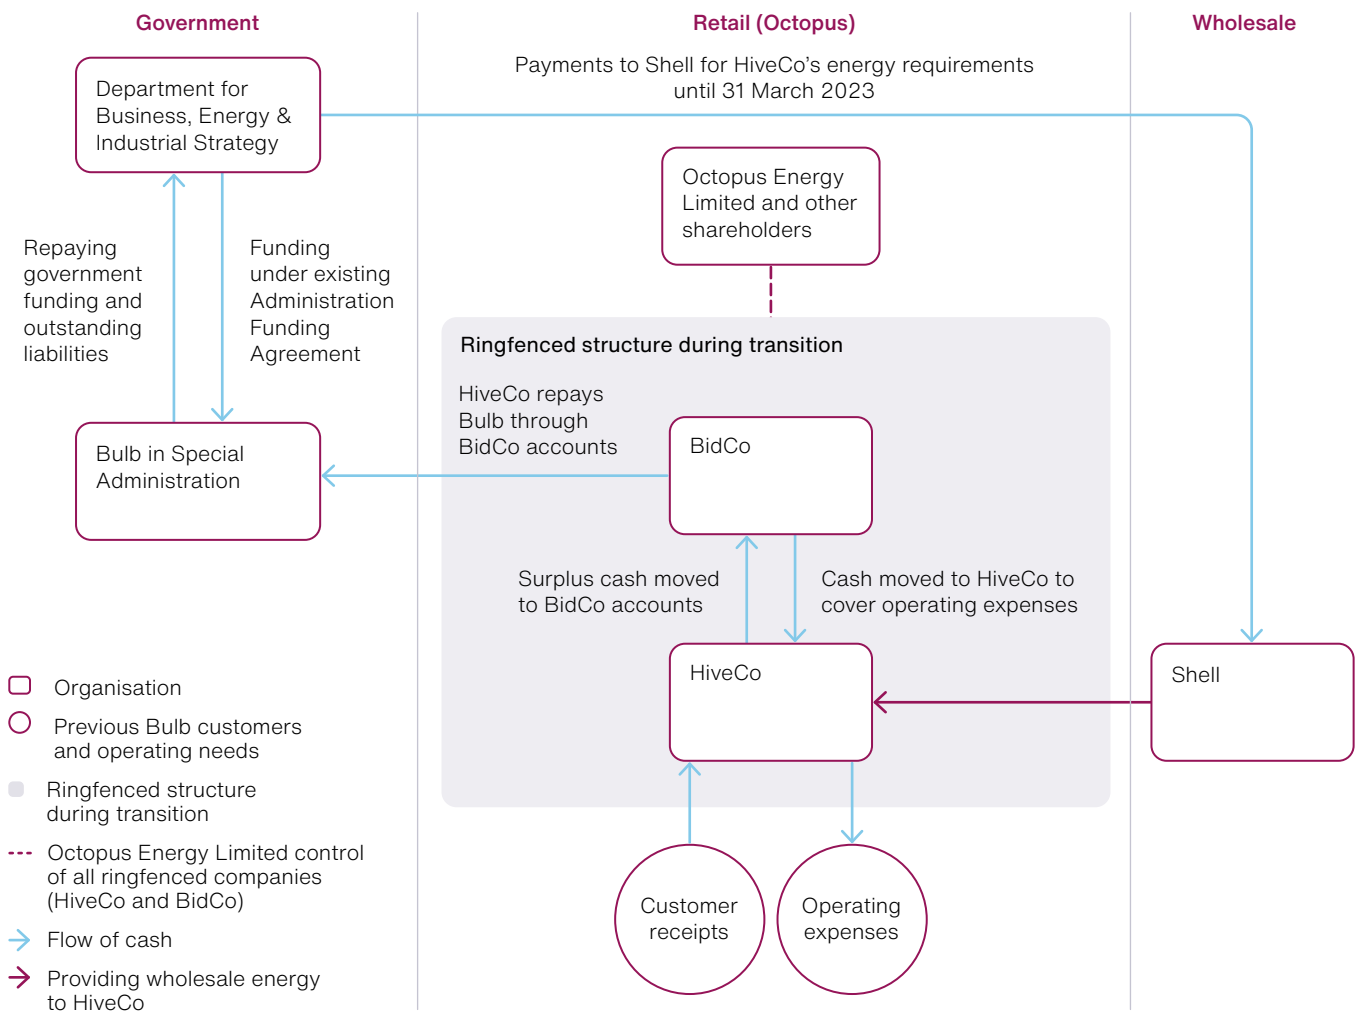 Government
Retail (Octopus)
Wholesale
Payments to Shell for HiveCo’s energy requirements
until 31 March 2023
Department for
Business, Energy &
Industrial Strategy
Octopus Energy
Limited and other
shareholders
Repaying
government
funding and
outstanding
liabilities
Funding
under existing
Administration
Funding
Agreement
Ringfenced structure during transition
HiveCo repays
Bulb through
BidCo accounts
Bulb in Special
Administration
BidCo
Surplus cash moved
to BidCo accounts
Cash moved to HiveCo to
cover operating expenses
HiveCo
Shell
Customer
receipts
Operating
expenses
Organisation
Previous Bulb customers
and operating needs
Ringfenced structure
during transition
Octopus Energy Limited control
of all ringfenced companies
(HiveCo and BidCo)
Flow of cash
Providing wholesale energy
to HiveCo